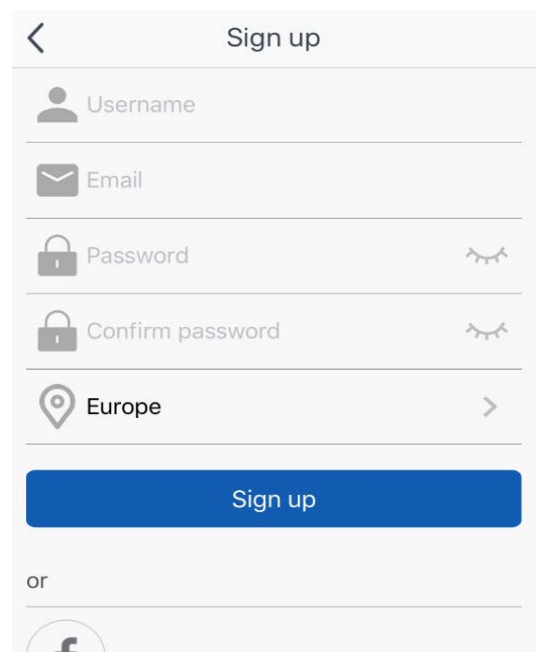 Sign up
Username
Email
Password
Confirm password
Europe
Sign up
or